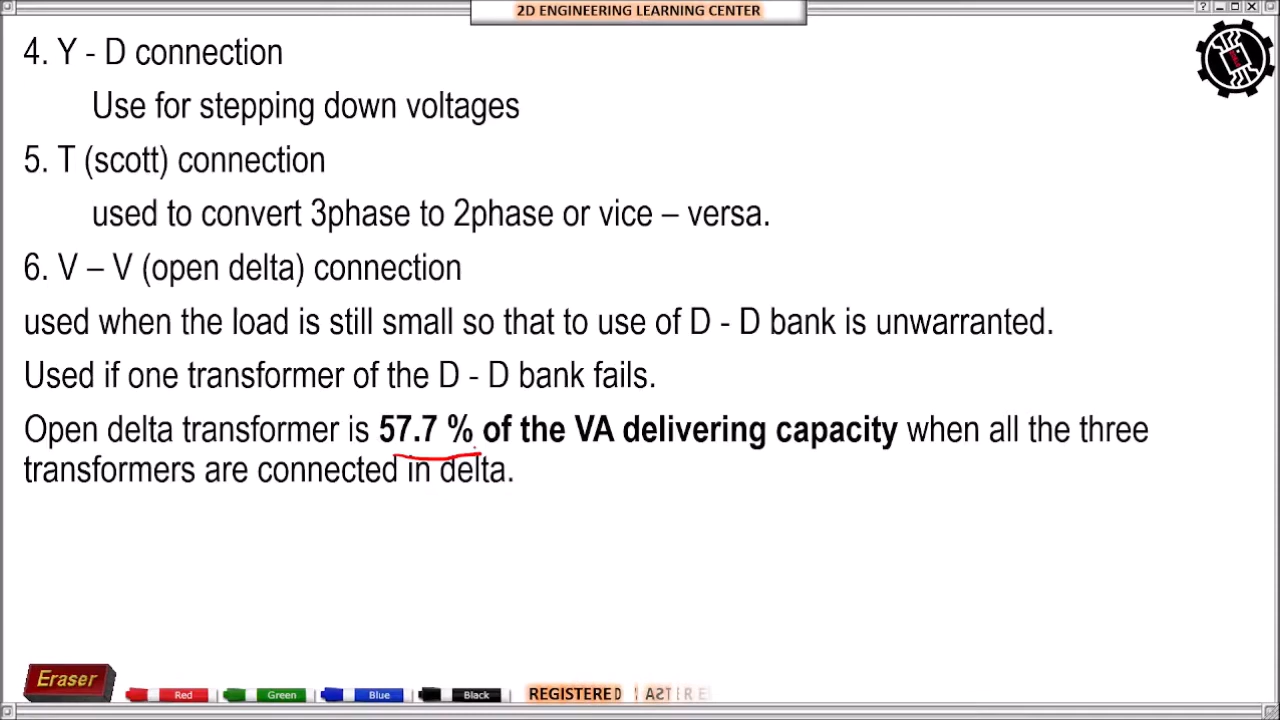 2D ENGINEERING LEARNING CENTER
4. Y - D connection
Use for stepping down voltages
5. T (scott) connection
used to convert 3phase to 2phase or vice – versa.
6. V – V (open delta) connection
used when the load is still small so that to use of D - D bank is unwarranted.
Used if one transformer of the D - D bank fails.
Open delta transformer is 57.7 % of the VA delivering capacity when all the three
transformers are connected in delta.
Eraser
Red
Green
Blue
Black
REGISTERED